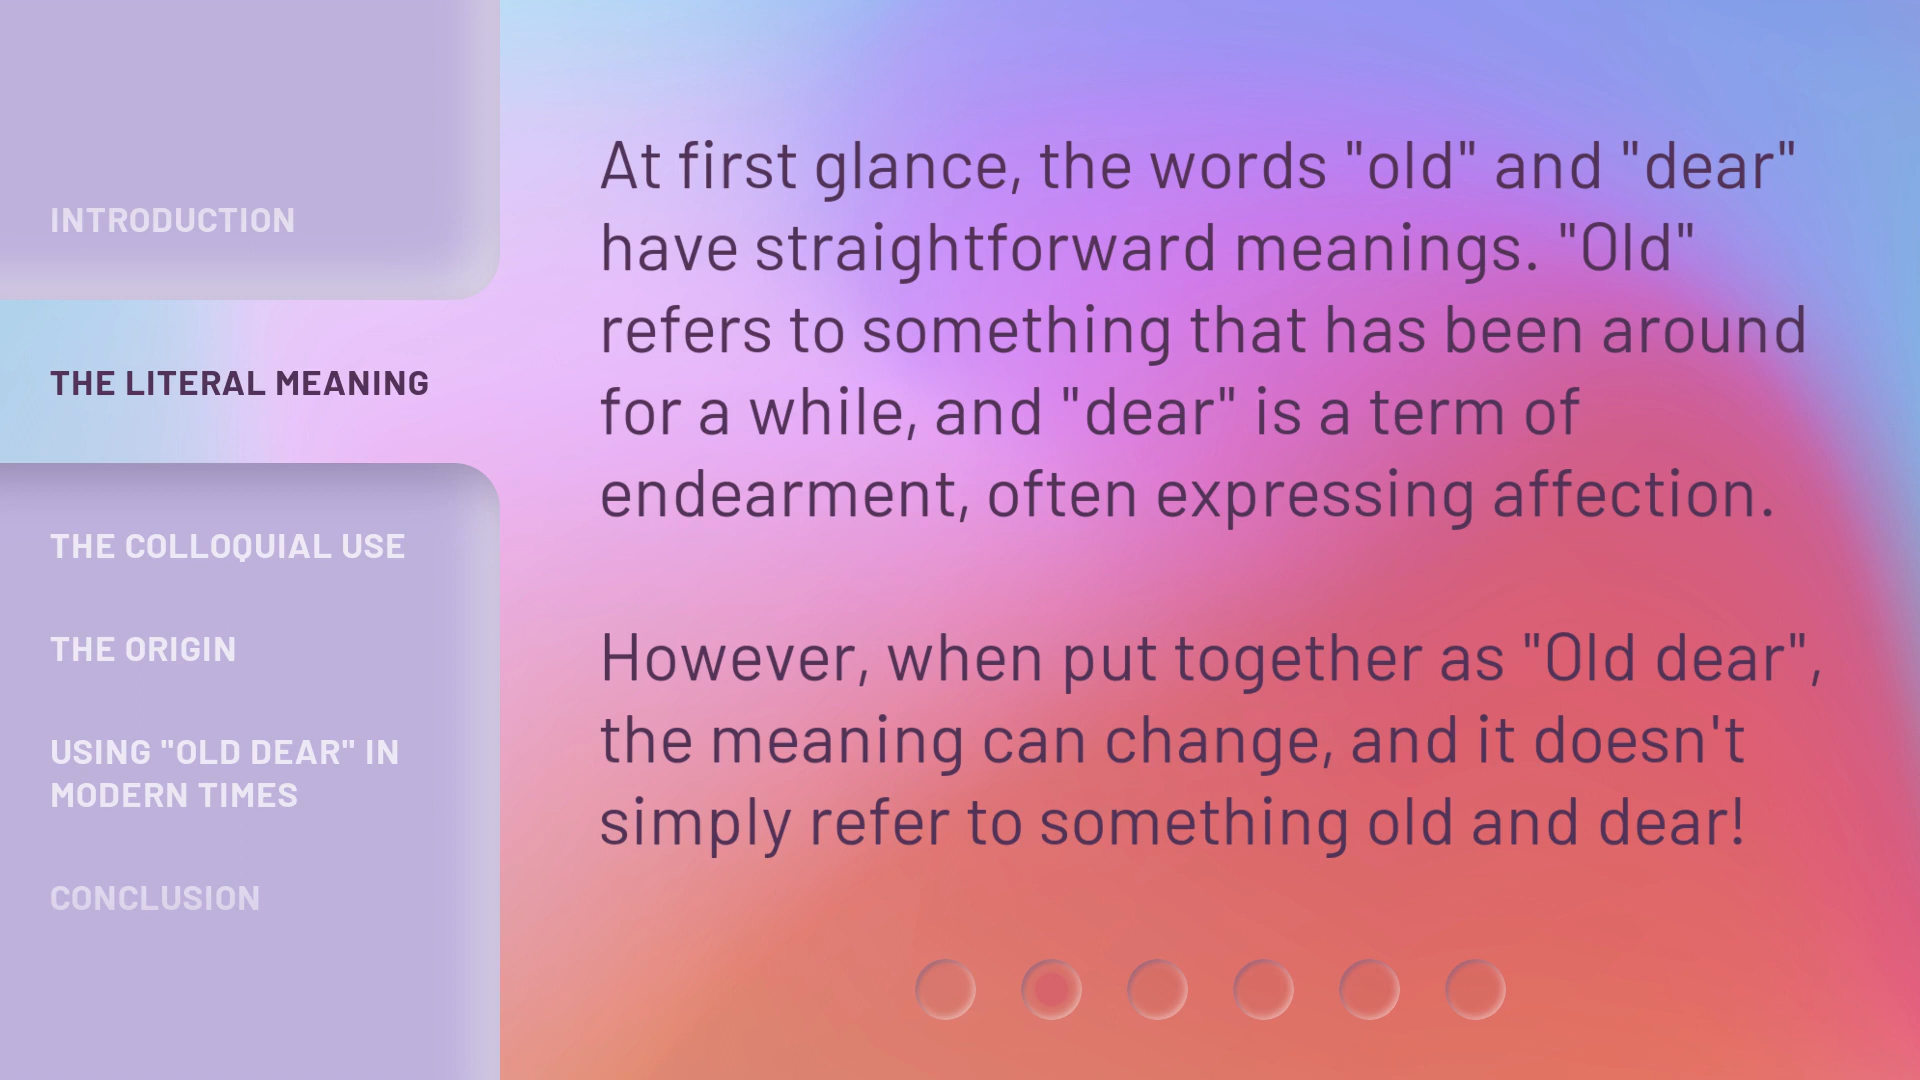 INTRODUCTION
THE LITERAL MEANING
THE COLLOQUIAL USE
THE ORIGIN
USING "OLD DEAR" IN
MODERN TIMES
CONCLUSION
At first glance, the words "old" and "dear"
have straightforward meanings. "Old"
refers to something that has been around
for a while, and "dear" is a term of
endearment, often expressing affection.
However, when put together as "Old dear",
the meaning can change, and it doesn't
simply refer to something old and dear!